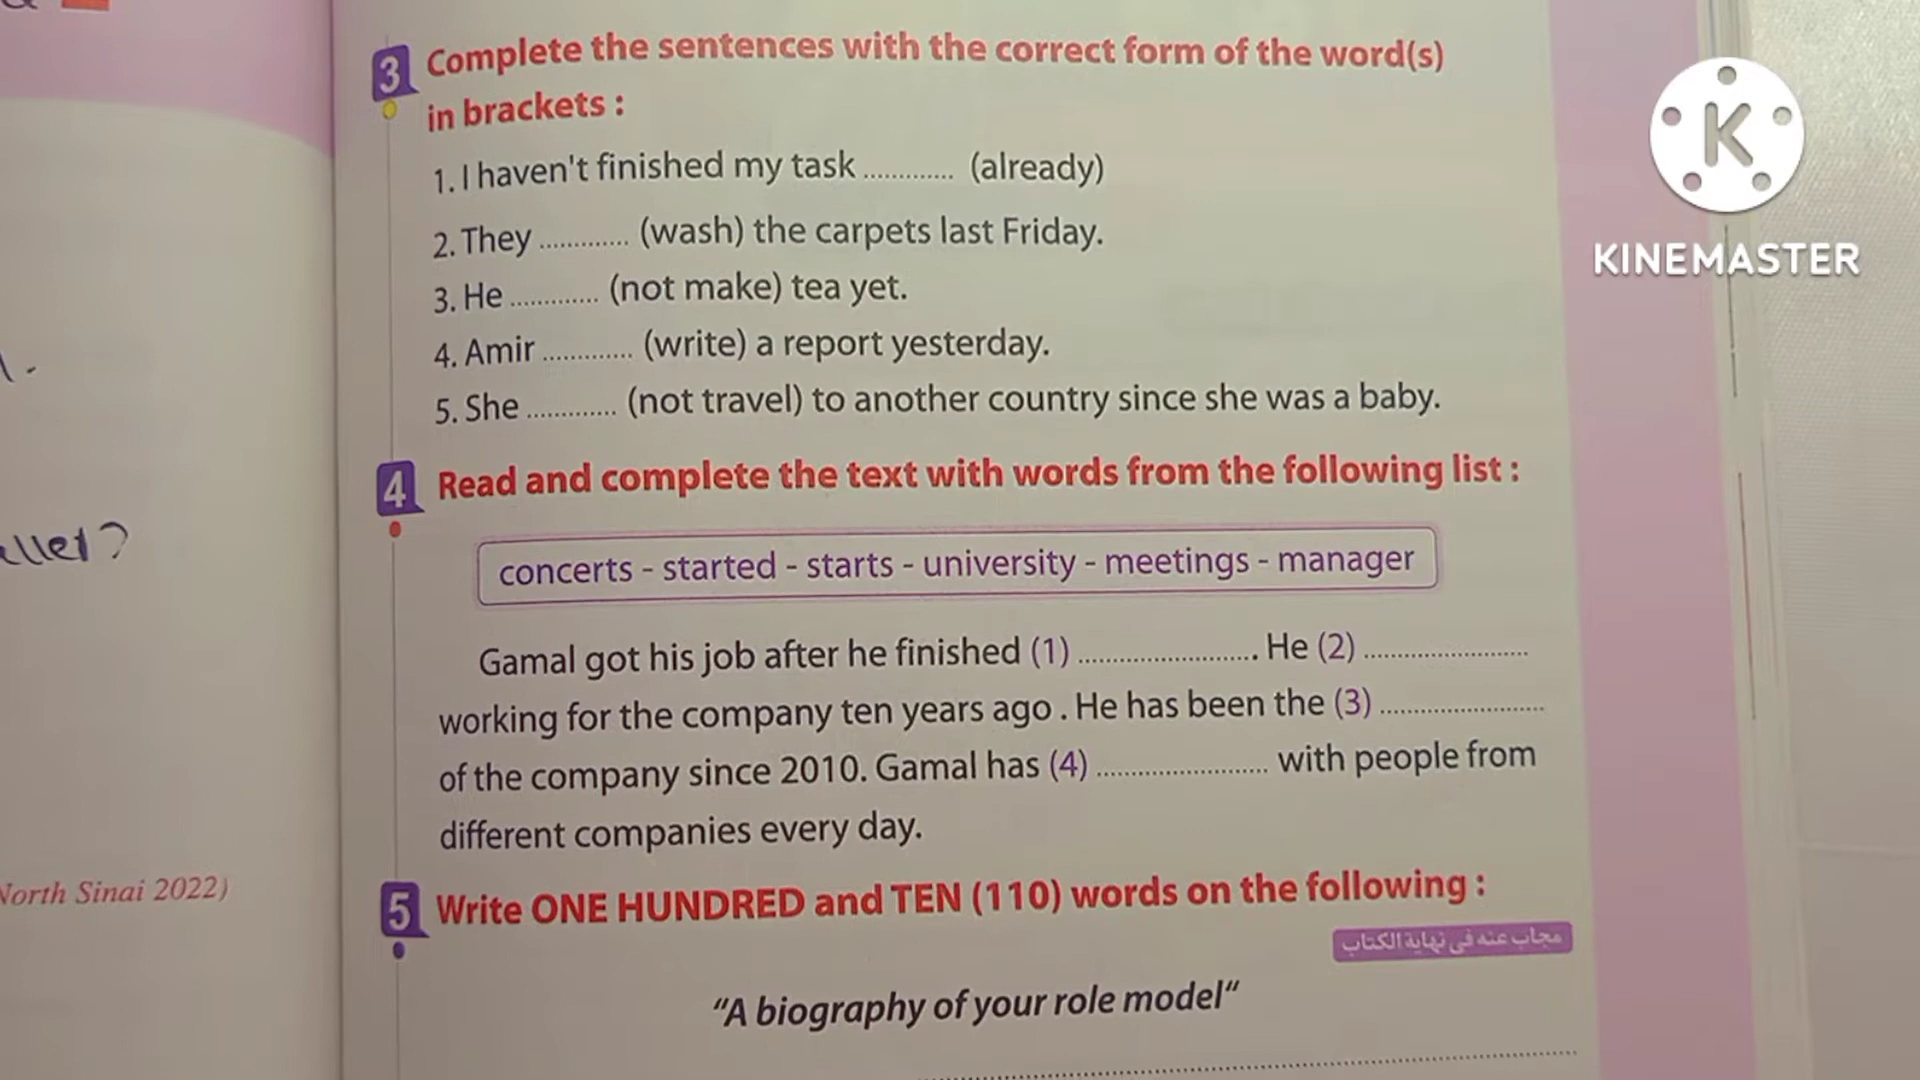 3 Complete the sentences with the correct form of the word(s)
in brackets :
1. I haven't finished my task ............. (already)
2. They ............. (wash) the carpets last Friday.
3. He ............. (not make) tea yet.
4. Amir ............. (write) a report yesterday.
5. She ............. (not travel) to another country since she was a baby.
4 Read and complete the text with words from the following list :
concerts - started - starts - university - meetings - manager
Gamal got his job after he finished (1) .......................... . He (2) ..........................
working for the company ten years ago . He has been the (3) ..........................
of the company since 2010. Gamal has (4) .......................... with people from
different companies every day.
5 Write ONE HUNDRED and TEN (110) words on the following :
مجاب عنه فى نهاية الكتاب
"A biography of your role model"
North Sinai 2022)
K
KINEMASTER